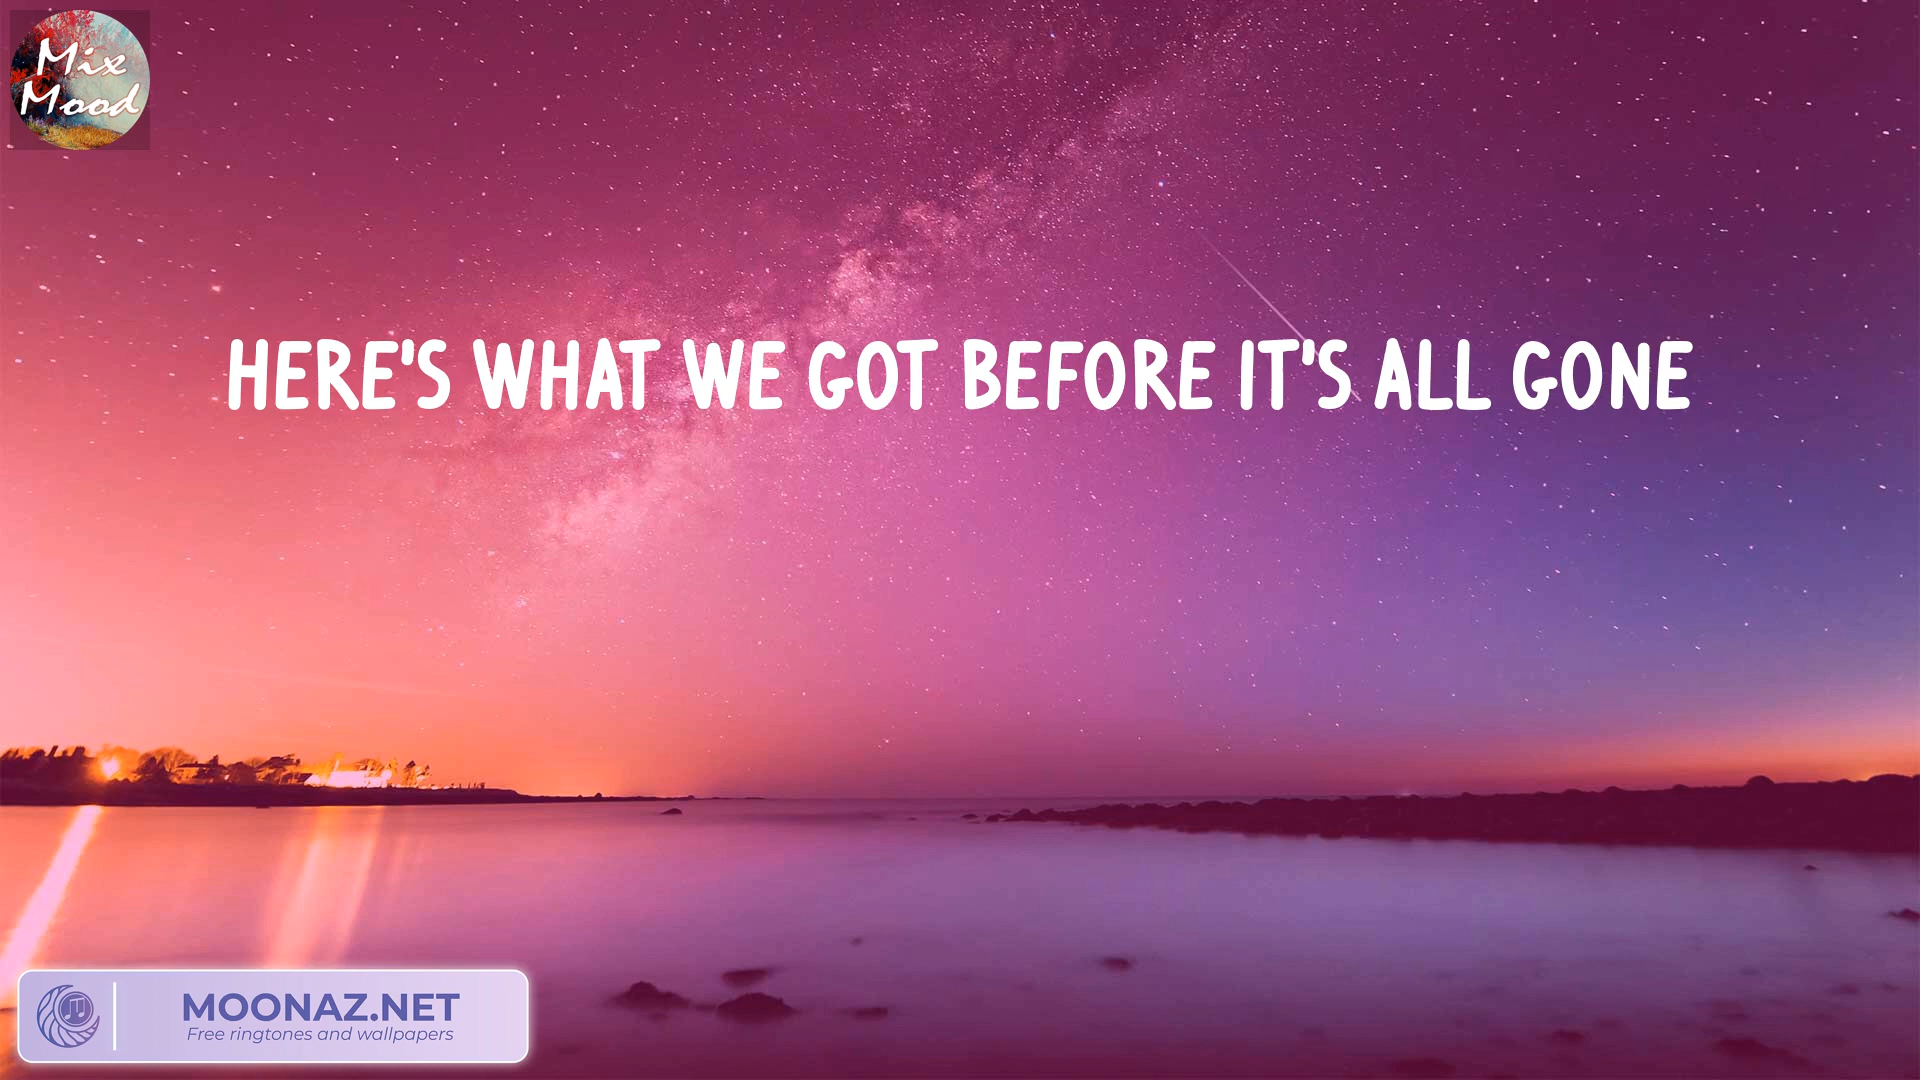 Mix
Mood
HERE'S WHAT WE GOT BEFORE IT'S ALL GONE
MOONAZ.NET
Free ringtones and wallpapers